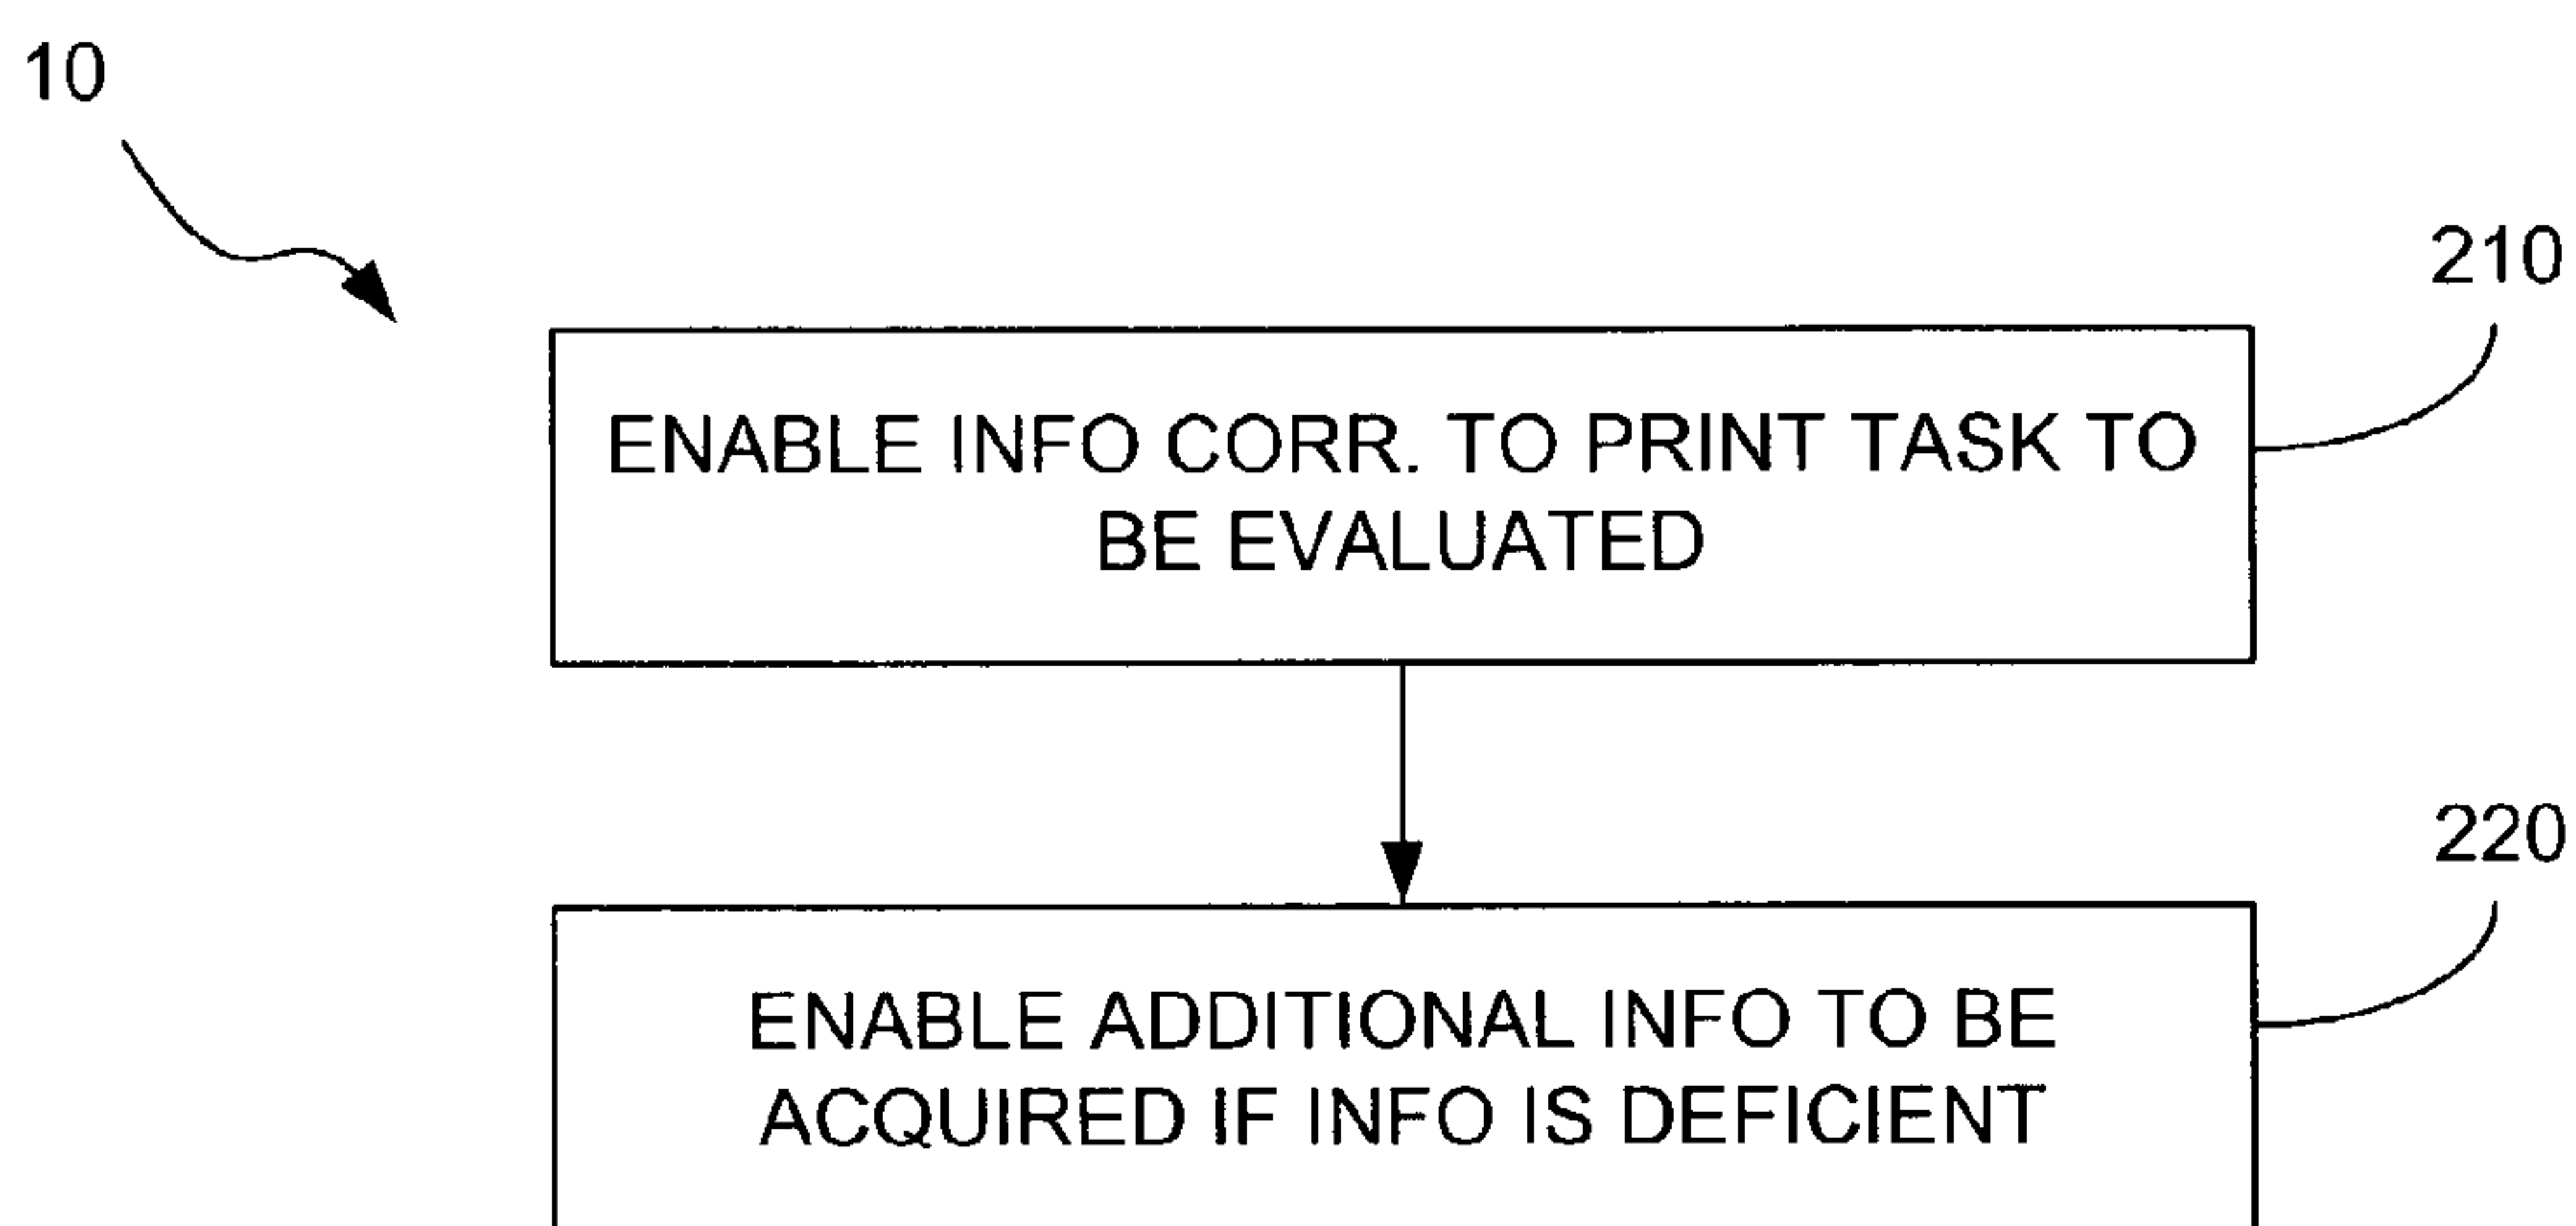 10
210
ENABLE INFO CORR. TO PRINT TASK TO
BE EVALUATED
220
ENABLE ADDITIONAL INFO TO BE
ACQUIRED IF INFO IS DEFICIENT